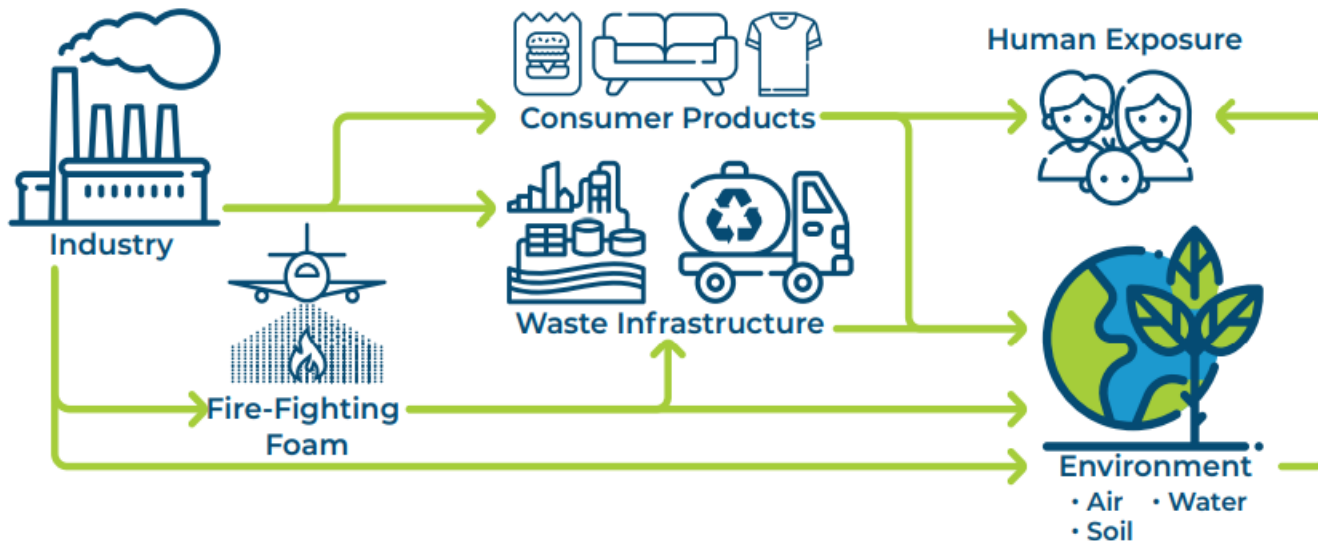 Human Exposure
Consumer Products
Industry
Waste Infrastructure
Fire-Fighting
Foam
Environment
· Air · Water
· Soil